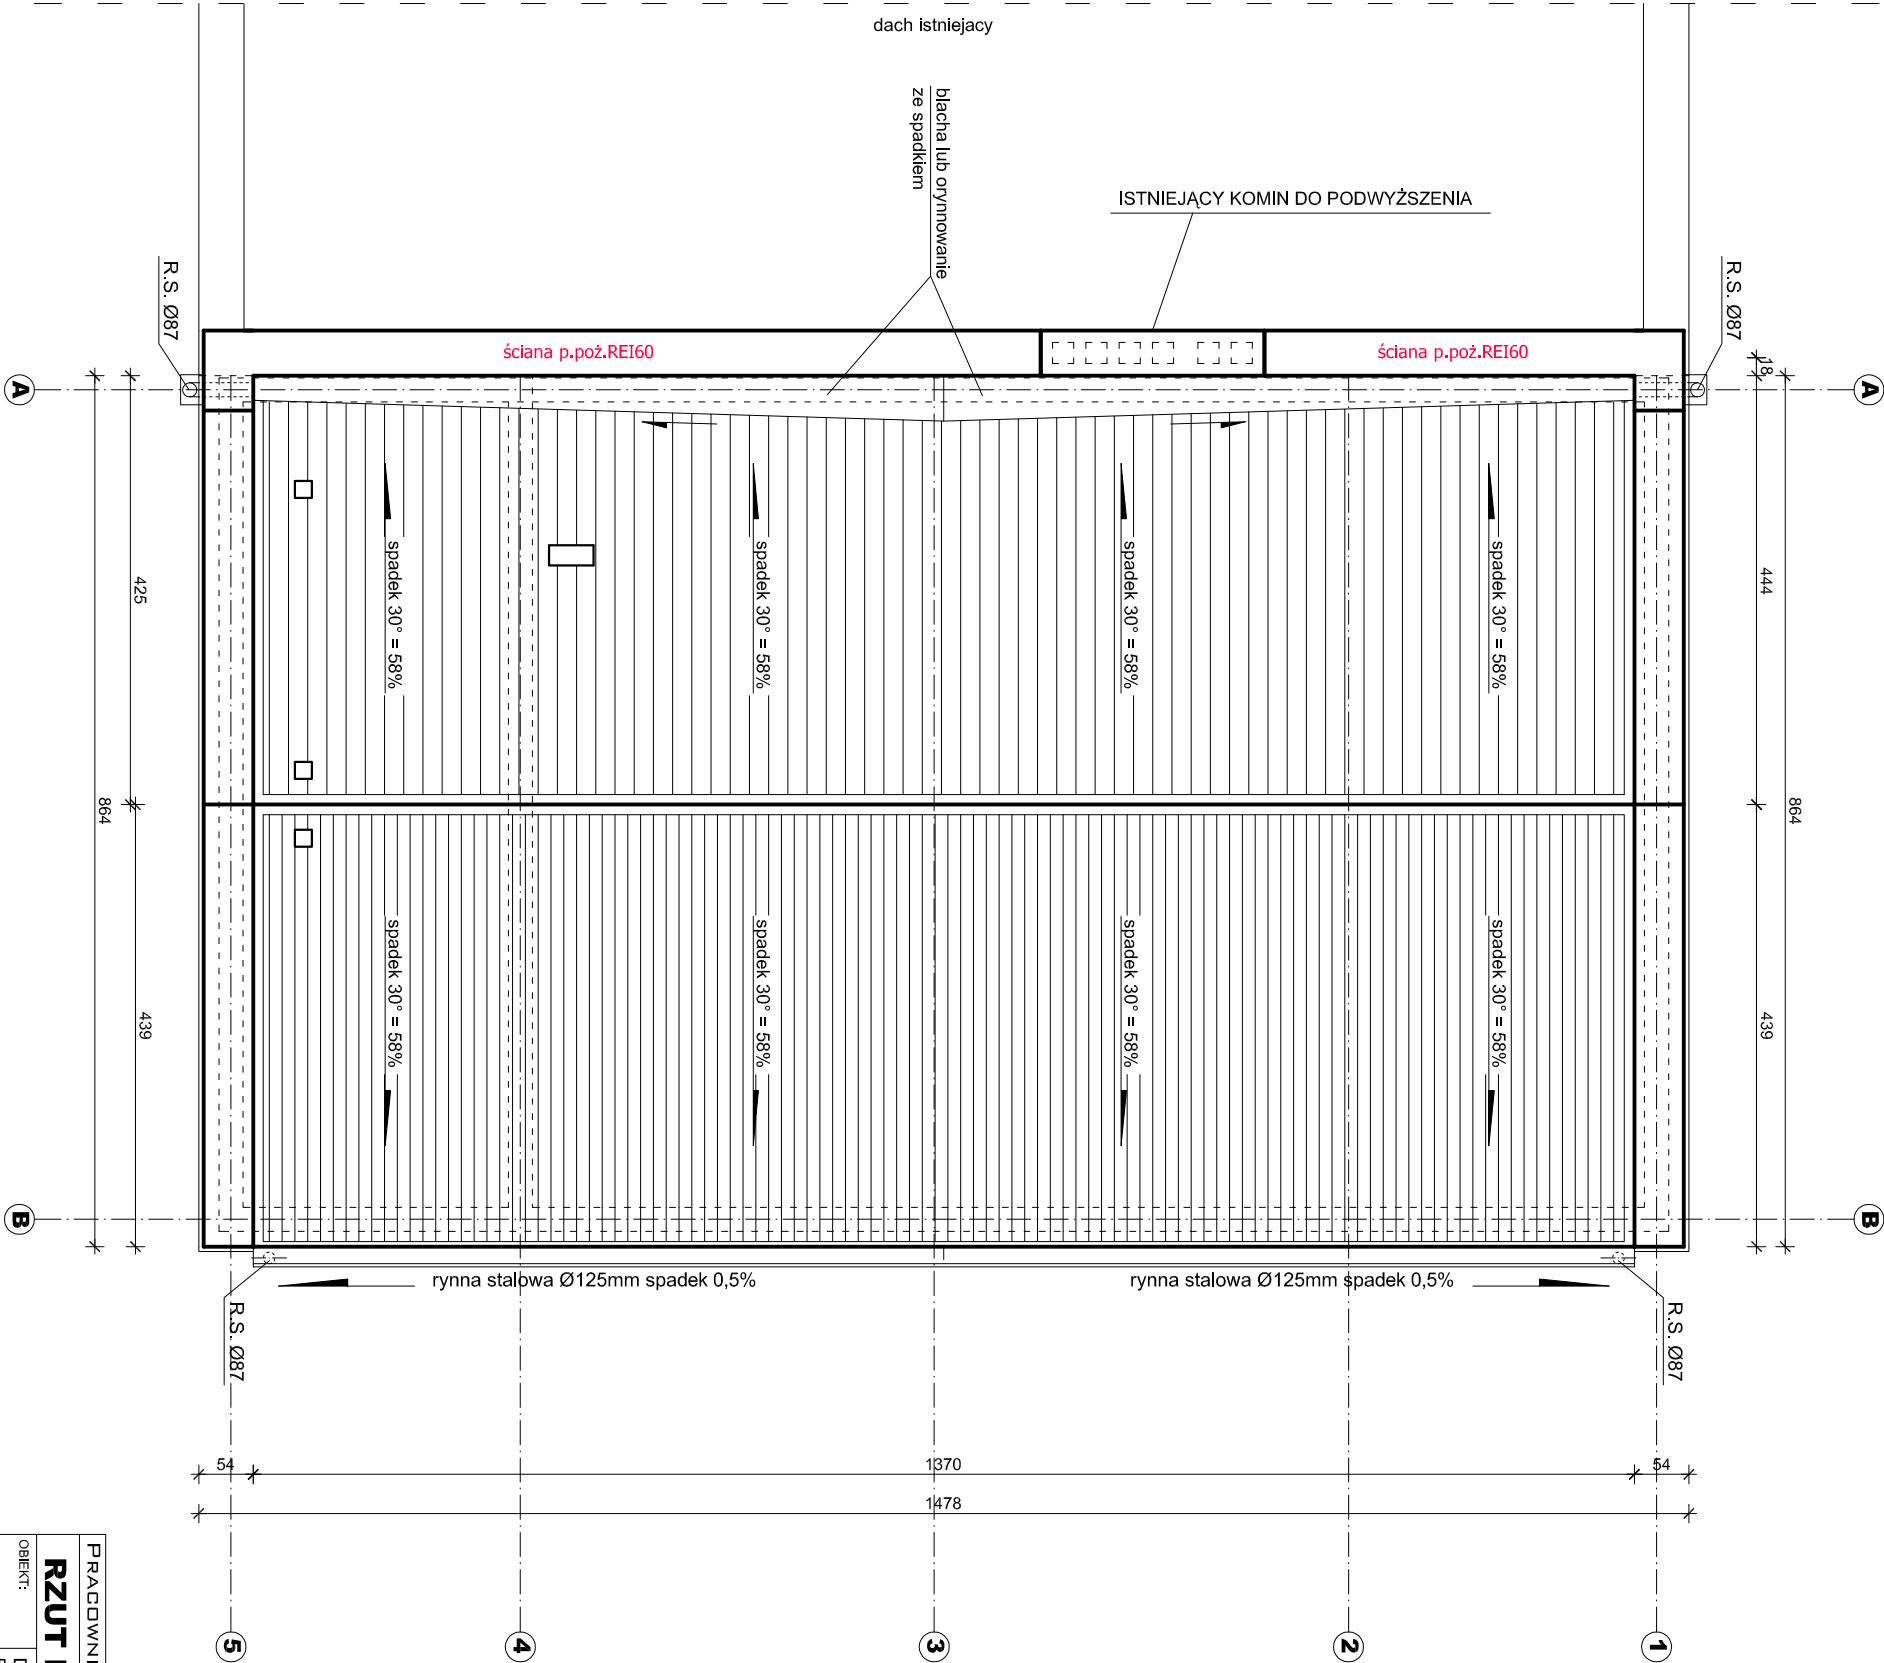 dach istniejacy
blacha lub orynnowanie
ze spadkiem
ISTNIEJĄCY KOMIN DO PODWYŻSZENIA
R.S. Ø87
R.S. Ø87
ściana p.poż.REI60
ściana p.poż.REI60
18
A
A
spadek 30° = 58%
spadek 30° = 58%
spadek 30° = 58%
spadek 30° = 58%
425
444
864
864
spadek 30° = 58%
spadek 30° = 58%
spadek 30° = 58%
spadek 30° = 58%
439
439
B
B
rynna stalowa Ø125mm spadek 0,5%
rynna stalowa Ø125mm spadek 0,5%
R.S. Ø87
R.S. Ø87
54
1370
54
1478
PRACOWN
RZUT
OBIEKT:
5
4
3
2
1